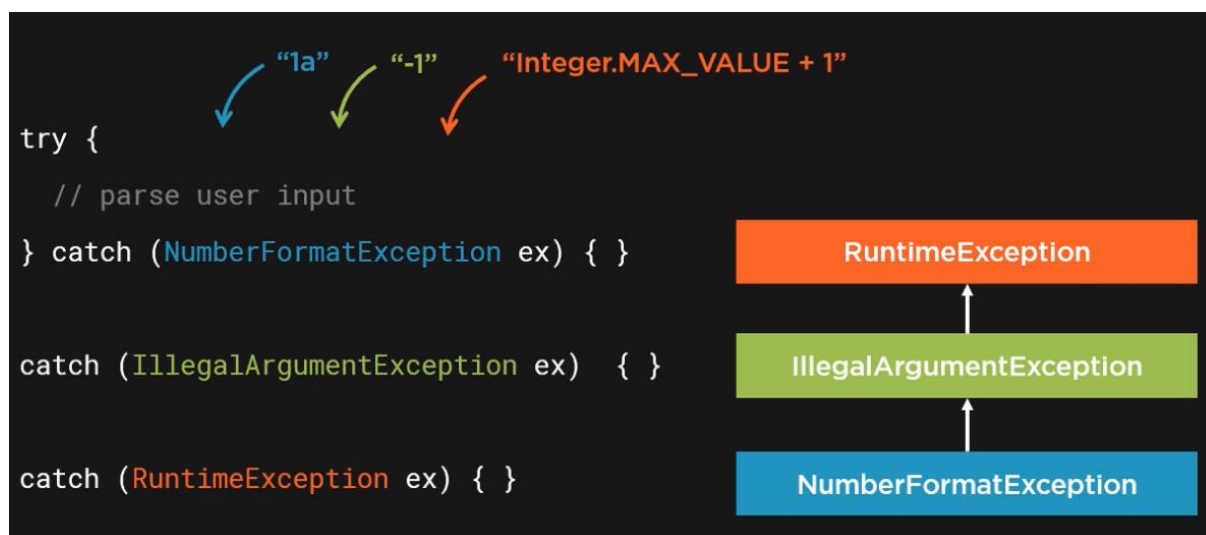 “1a” “-1” “Integer.MAX_VALUE + 1”
try {
// parse user input
} catch (NumberFormatException ex) { }
RuntimeException
catch (IllegalArgumentException ex) { }
IllegalArgumentException
catch (RuntimeException ex) { }
NumberFormatException